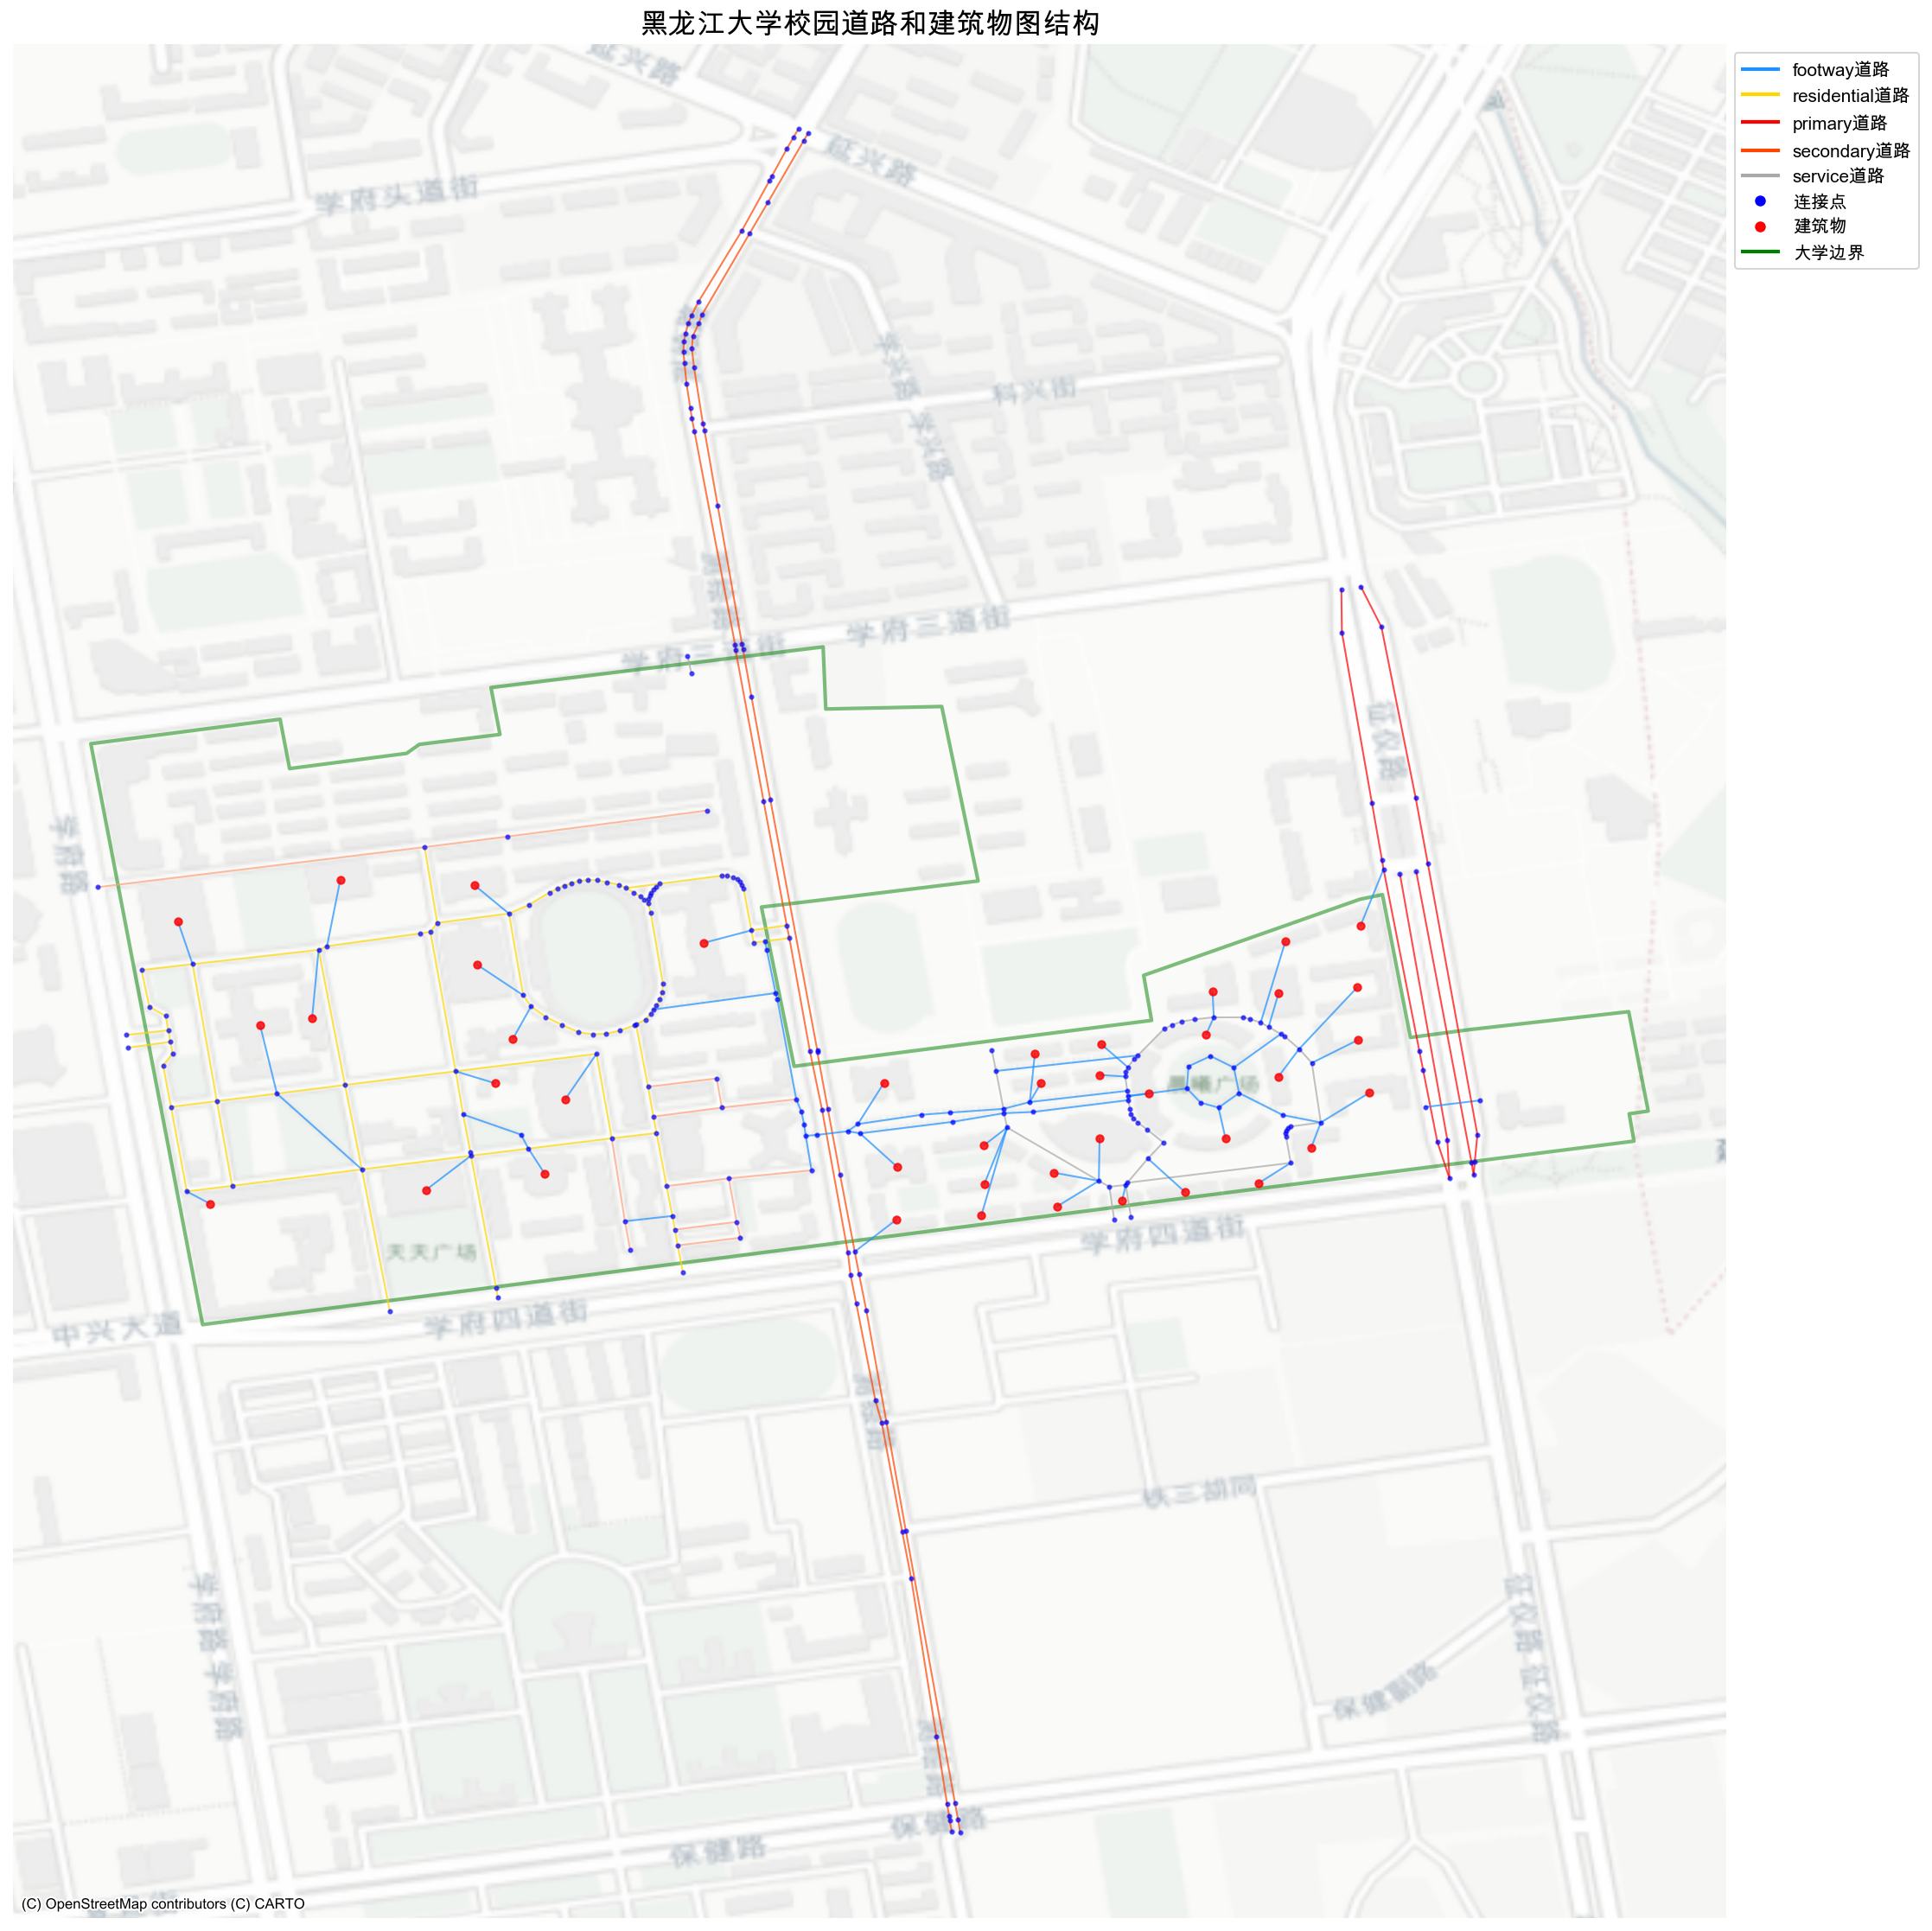 黑龙江大学校园道路和建筑物图结构
footway道路
residential道路
primary道路
secondary道路
service道路
连接点
建筑物
大学边界
征兴路
征兴路
学府头道街
学兴路 学兴路
科兴街
学府三道街
学府三道街
征仪路
学府路
天天广场
学府四道街
学府四道街
中兴大道
铁三胡同
学府路 学府路
征仪路 征仪路
保健副路
保健路
保健路
(C) OpenStreetMap contributors (C) CARTO